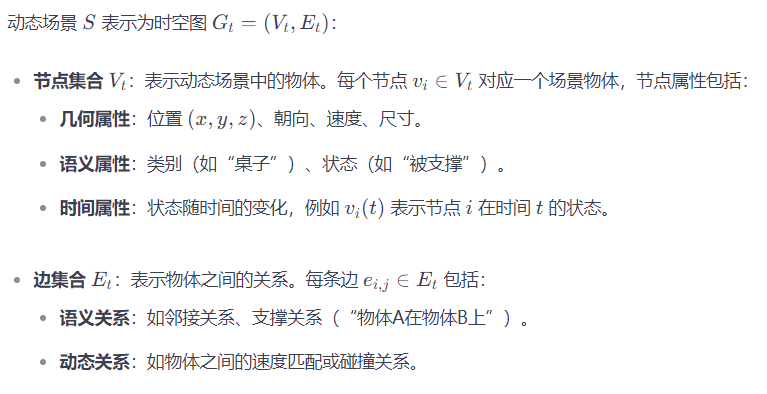 动态场景 S 表示为时空图 G_t = (V_t, E_t)：
• 节点集合 V_t：表示动态场景中的物体。每个节点 v_i ∈ V_t 对应一个场景物体，节点属性包括：
• 几何属性：位置 (x, y, z)、朝向、速度、尺寸。
• 语义属性：类别（如“桌子”）、状态（如“被支撑”）。
• 时间属性：状态随时间的变化，例如 v_i(t) 表示节点 i 在时间 t 的状态。
• 边集合 E_t：表示物体之间的关系。每条边 e_{i,j} ∈ E_t 包括：
• 语义关系：如邻接关系、支撑关系（“物体A在物体B上”）。
• 动态关系：如物体之间的速度匹配或碰撞关系。